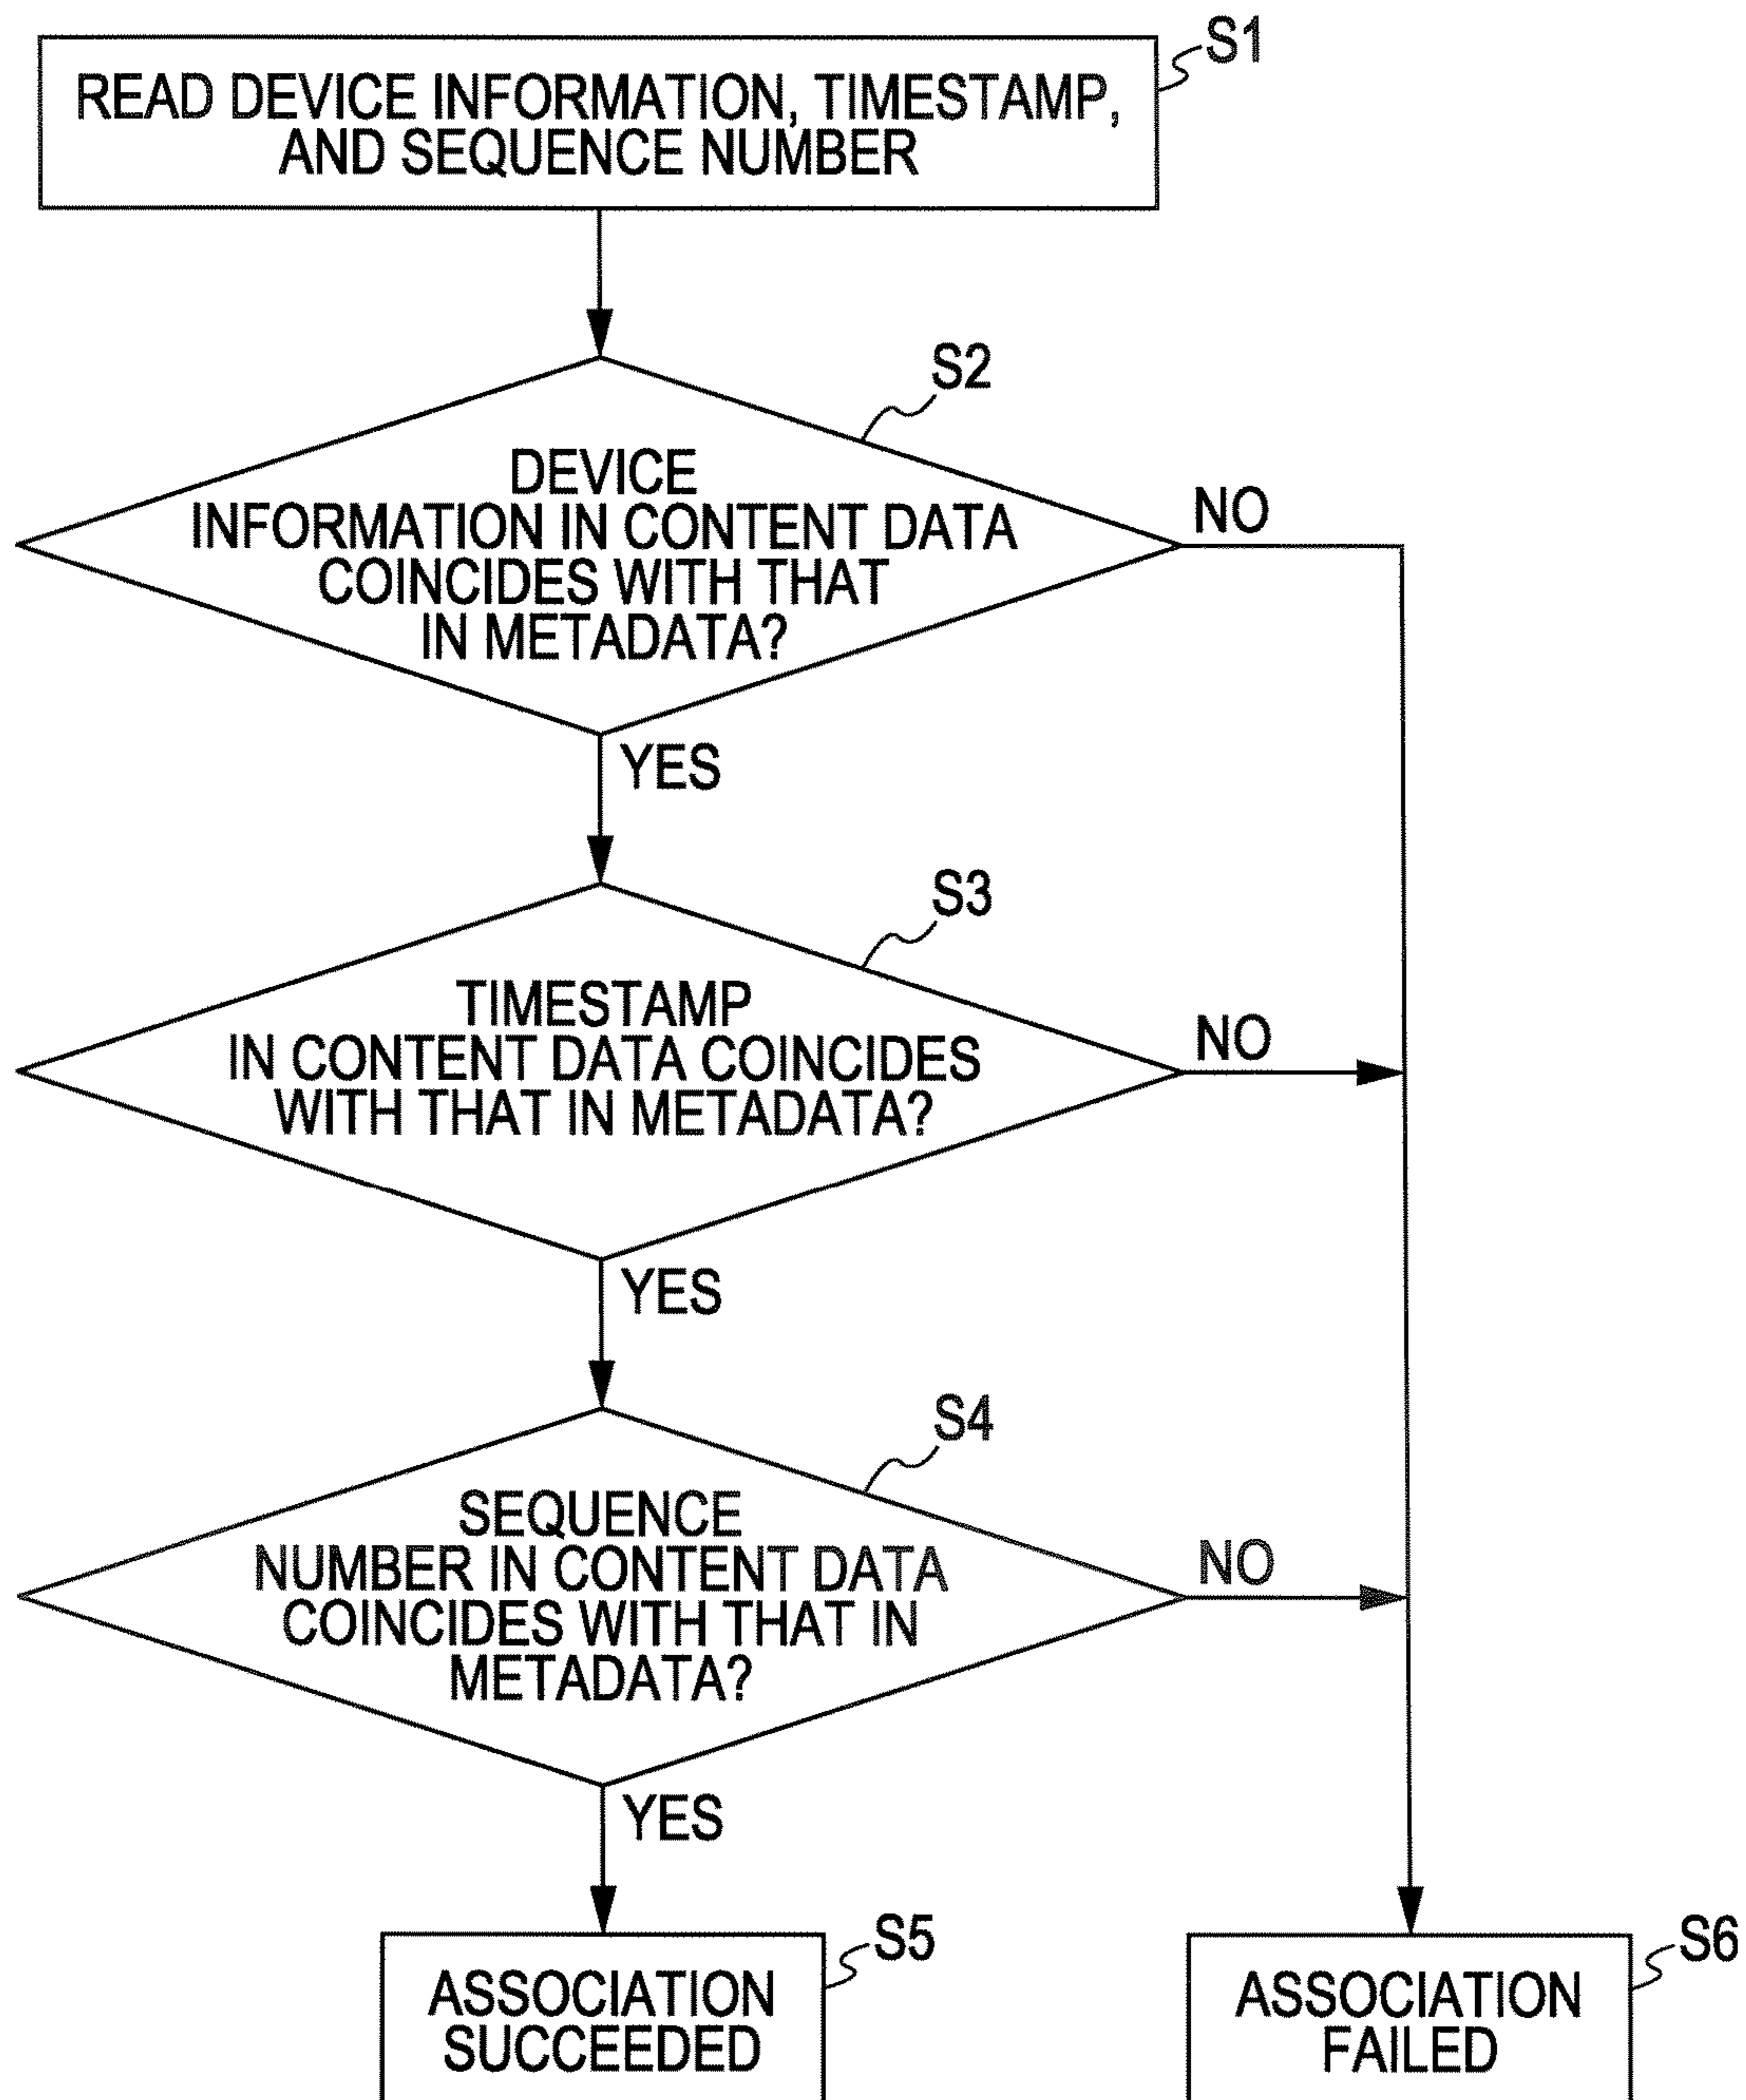 S1
READ DEVICE INFORMATION, TIMESTAMP,
AND SEQUENCE NUMBER
S2
DEVICE
INFORMATION IN CONTENT DATA
COINCIDES WITH THAT
IN METADATA?
NO
YES
S3
TIMESTAMP
IN CONTENT DATA COINCIDES
WITH THAT IN METADATA?
NO
YES
S4
SEQUENCE
NUMBER IN CONTENT DATA
COINCIDES WITH THAT IN
METADATA?
NO
YES
S5
ASSOCIATION
SUCCEEDED
S6
ASSOCIATION
FAILED